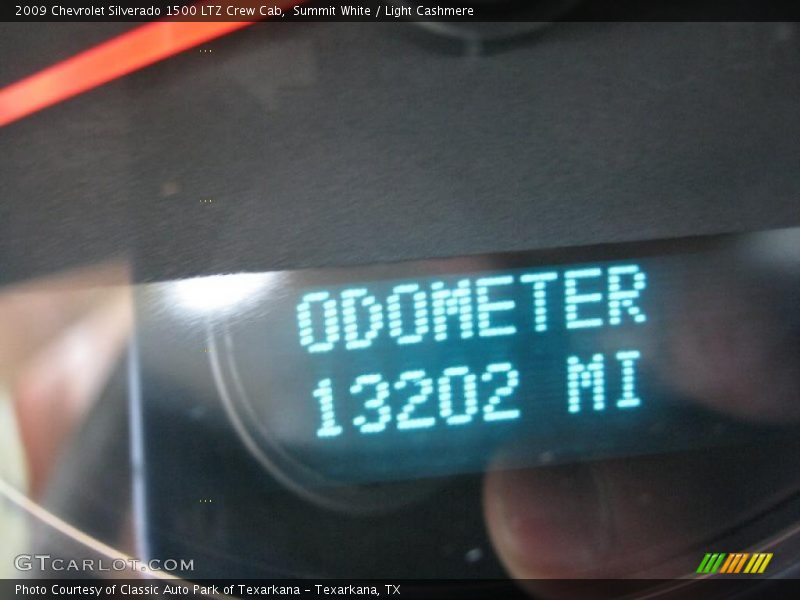 2009 Chevrolet Silverado 1500 LTZ Crew Cab,  Summit White / Light Cashmere
ODOMETER
13202 MI
GTCARLOT.COM
Photo Courtesy of Classic Auto Park of Texarkana – Texarkana, TX